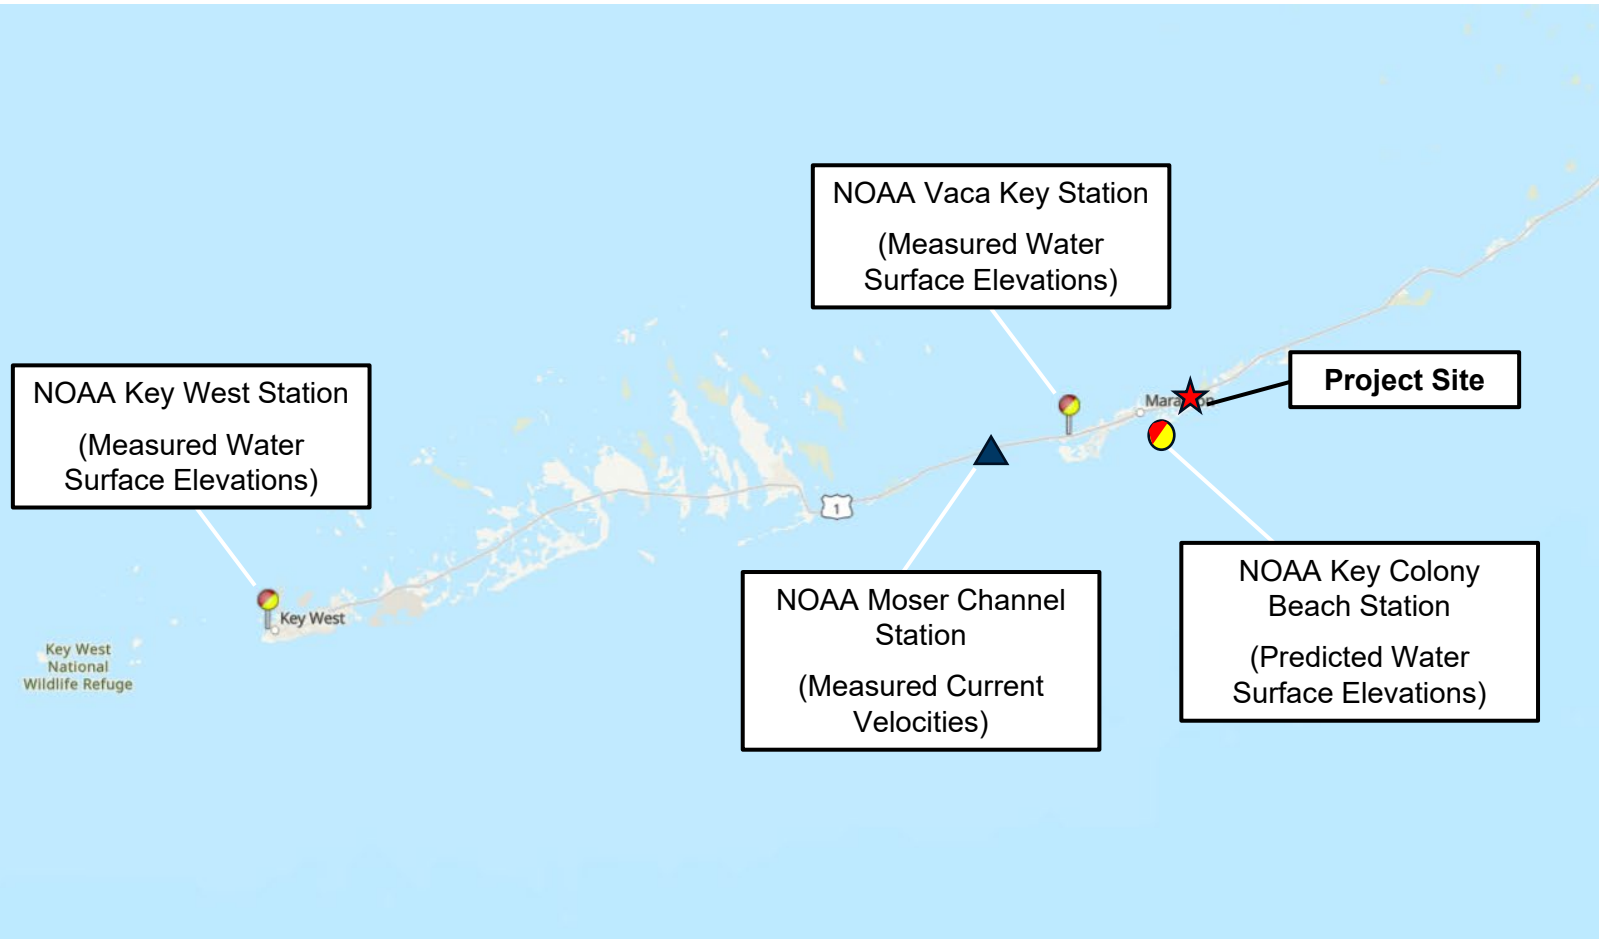 NOAA Vaca Key Station
(Measured Water
Surface Elevations)
NOAA Key West Station
(Measured Water
Surface Elevations)
Project Site
1
Key West
Key West
National
Wildlife Refuge
NOAA Moser Channel
Station
(Measured Current
Velocities)
NOAA Key Colony
Beach Station
(Predicted Water
Surface Elevations)